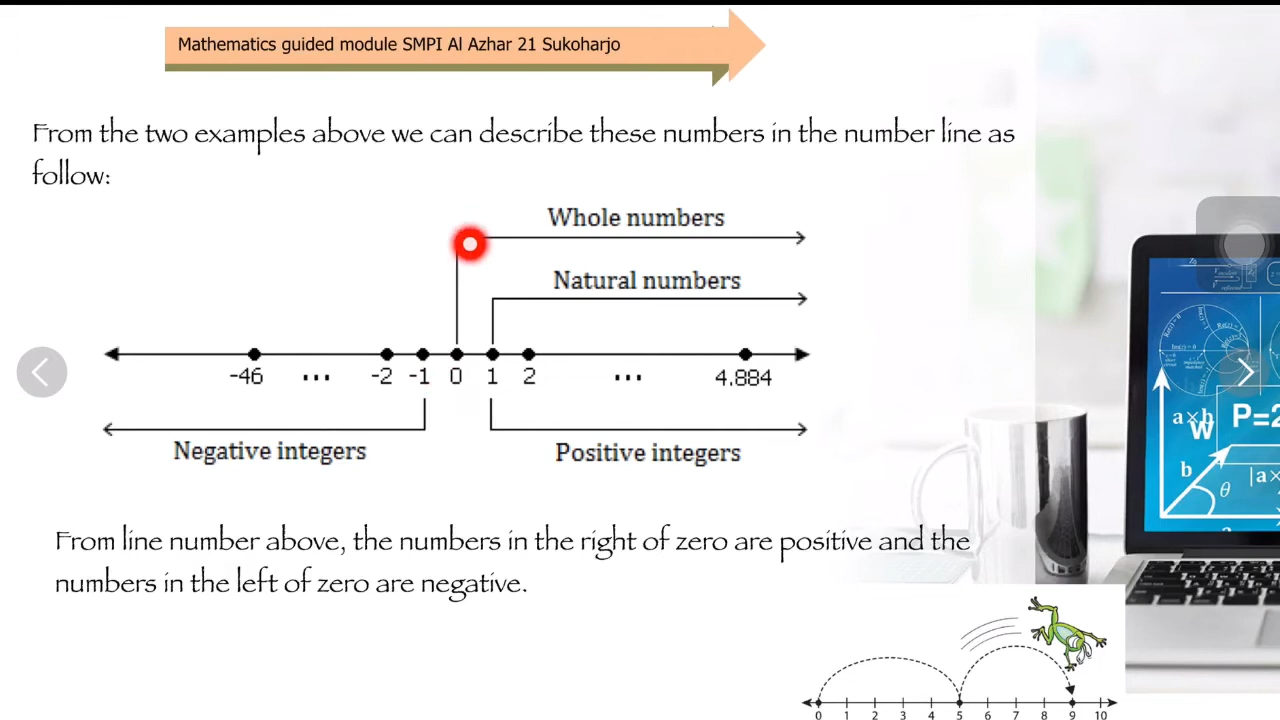 Mathematics guided module SMPI Al Azhar 21 Sukoharjo
From the two examples above we can describe these numbers in the number line as
follow:
Whole numbers
Natural numbers
-46 ... -2 -1 0 1 2 ... 4.884
Negative integers
Positive integers
From line number above, the numbers in the right of zero are positive and the
numbers in the left of zero are negative.
a×b
W
P=2
b
|a×
θ
0 1 2 3 4 5 6 7 8 9 10